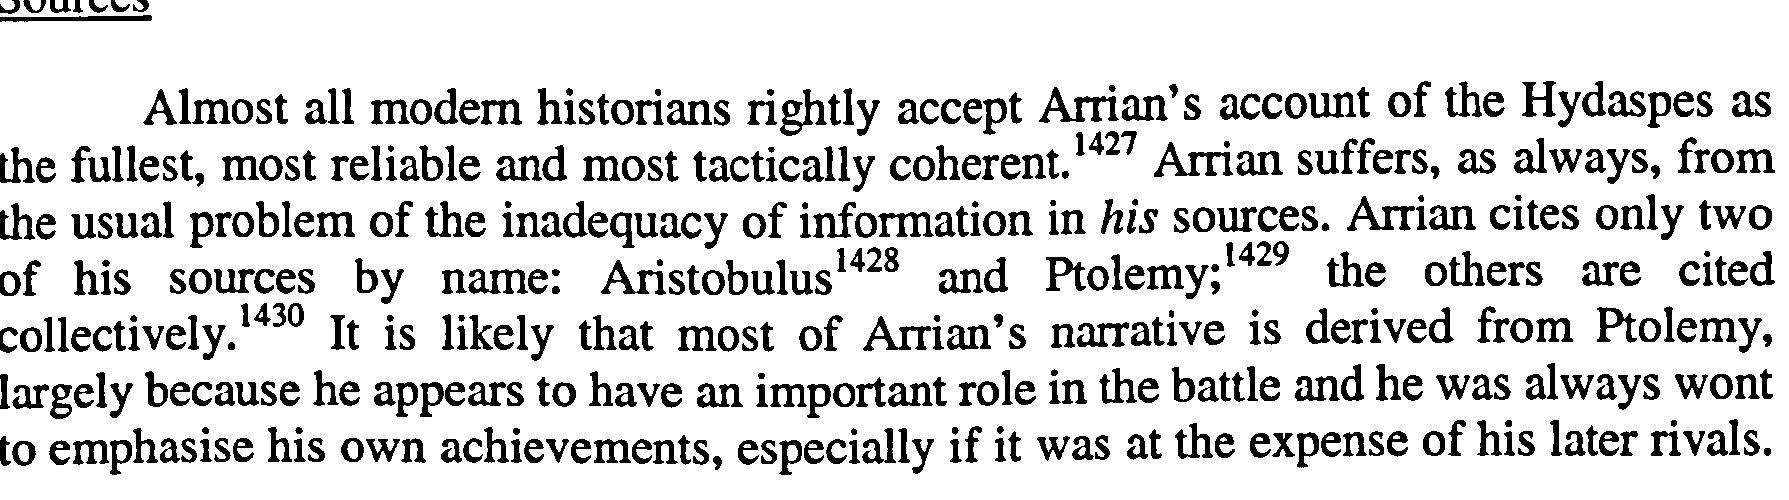 Sources
Almost all modern historians rightly accept Arrian's account of the Hydaspes as
the fullest, most reliable and most tactically coherent.1427 Arrian suffers, as always, from
the usual problem of the inadequacy of information in his sources. Arrian cites only two
of his sources by name: Aristobulus1428 and Ptolemy;1429 the others are cited
collectively.1430 It is likely that most of Arrian's narrative is derived from Ptolemy,
largely because he appears to have an important role in the battle and he was always wont
to emphasise his own achievements, especially if it was at the expense of his later rivals.